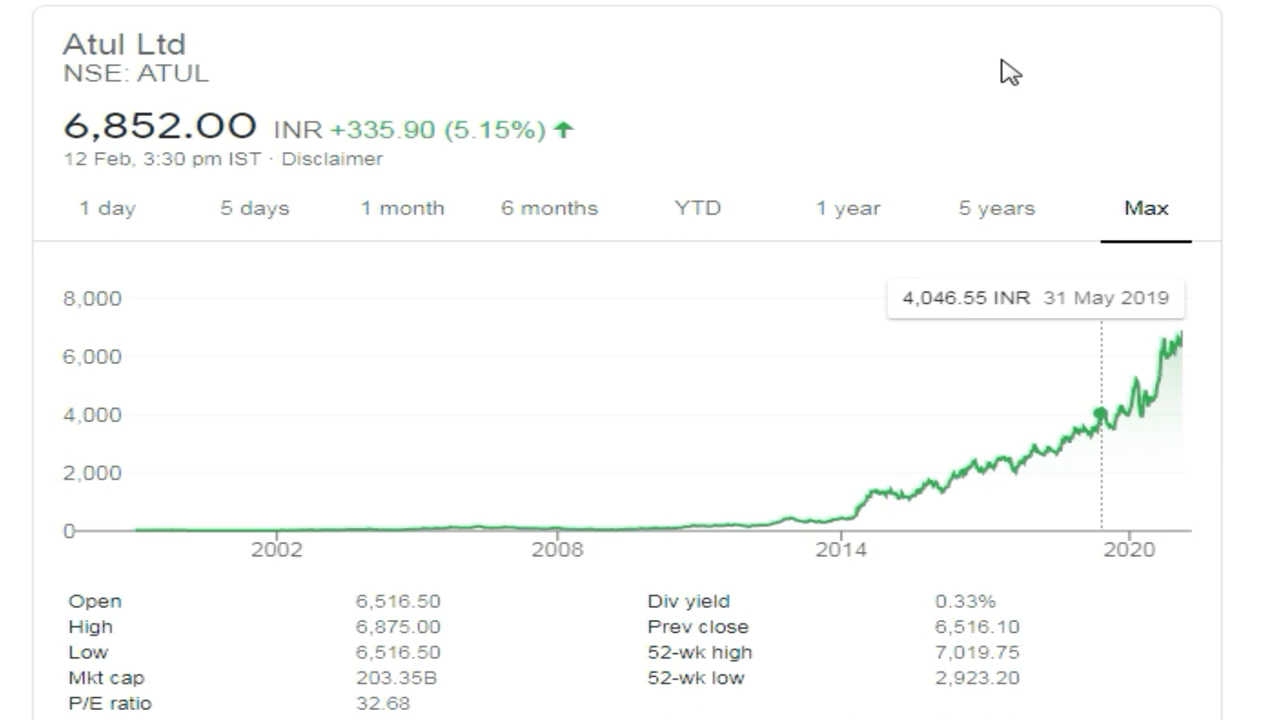 Atul Ltd
NSE: ATUL
6,852.00 INR +335.90 (5.15%)
12 Feb, 3:30 pm IST · Disclaimer
1 day 5 days 1 month 6 months YTD 1 year 5 years Max
4,046.55 INR 31 May 2019
8,000
6,000
4,000
2,000
0
2002 2008 2014 2020
Open 6,516.50 Div yield 0.33%
High 6,875.00 Prev close 6,516.10
Low 6,516.50 52-wk high 7,019.75
Mkt cap 203.35B 52-wk low 2,923.20
P/E ratio 32.68